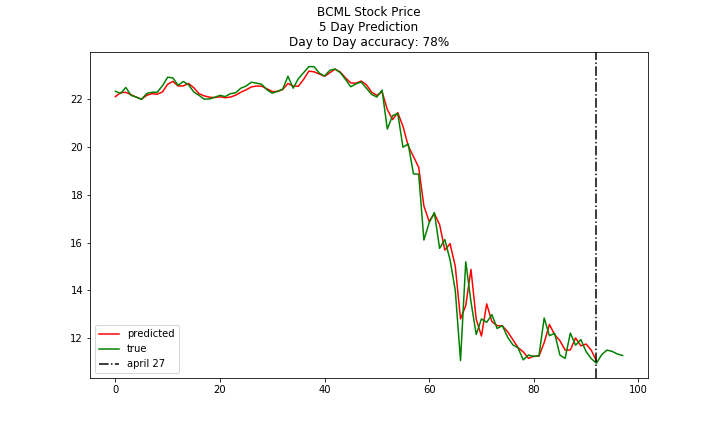 BCML Stock Price
5 Day Prediction
Day to Day accuracy: 78%
22
20
18
16
14
12
predicted
true
april 27
0 20 40 60 80 100